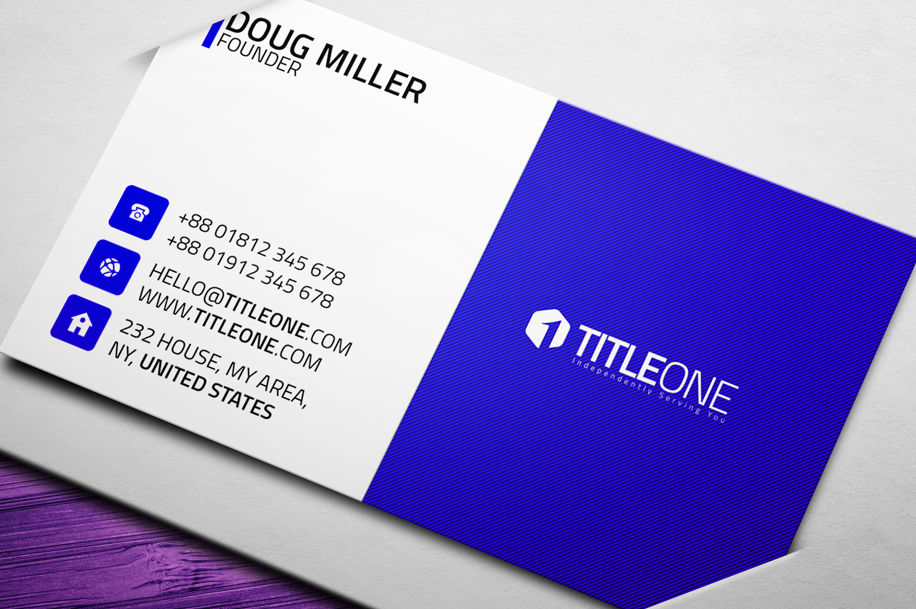 DOUG MILLER
FOUNDER
+88 01812 345 678
+88 01912 345 678
HELLO@TITLEONE.COM
WWW.TITLEONE.COM
232 HOUSE, MY AREA,
NY, UNITED STATES
1 TITLEONE
Independently Serving You